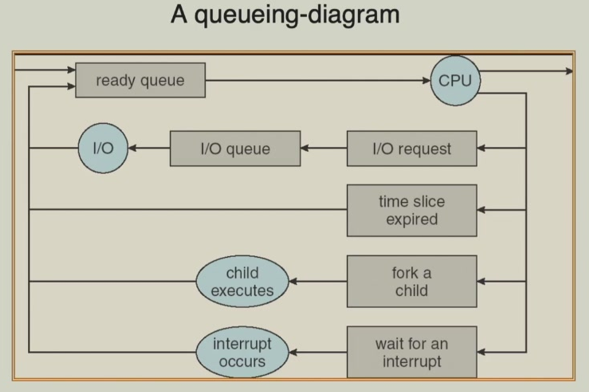 A queueing-diagram
ready queue
CPU
I/O
I/O queue
I/O request
time slice
expired
child
executes
fork a
child
interrupt
occurs
wait for an
interrupt